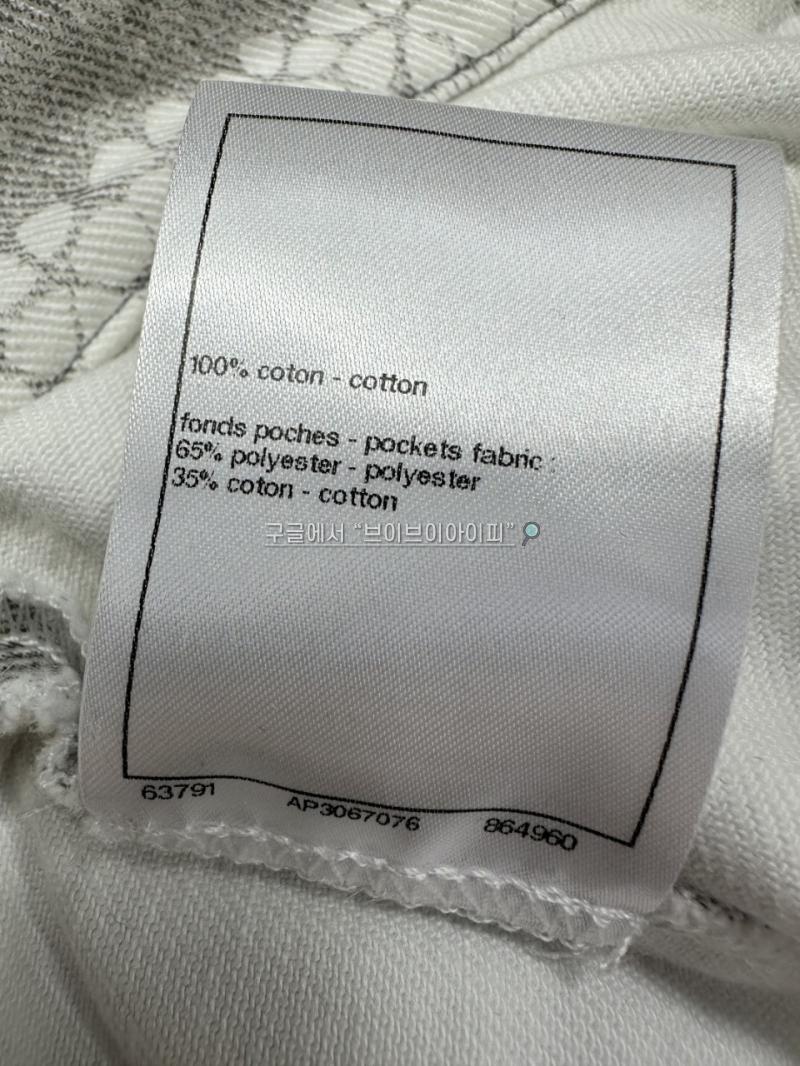 100% coton - cotton
fonds poches - pockets fabric :
65% polyester - polyester
35% coton - cotton
구글에서 “브이브이아이피”
63791 AP3067076 864960